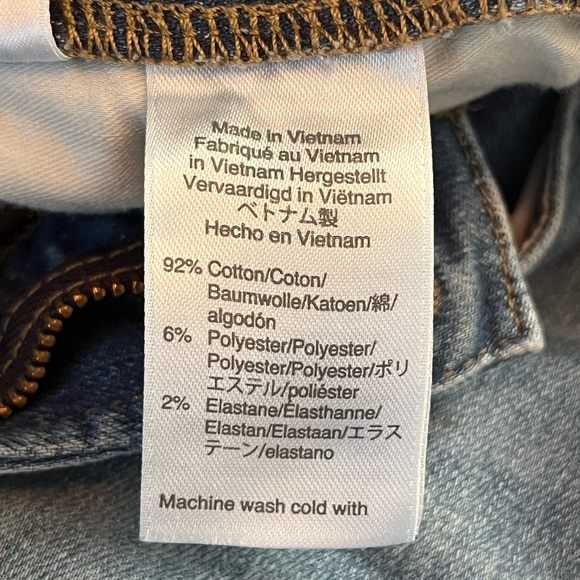 Made in Vietnam
Fabriqué au Vietnam
in Vietnam Hergestellt
Vervaardigd in Viëtnam
ベトナム製
Hecho en Vietnam
92% Cotton/Coton/
Baumwolle/Katoen/綿/
algodón
6% Polyester/Polyester/
Polyester/Polyester/ポリ
エステル/poliéster
2% Elastane/Élasthanne/
Elastan/Elastaan/エラス
テーン/elastano
Machine wash cold with